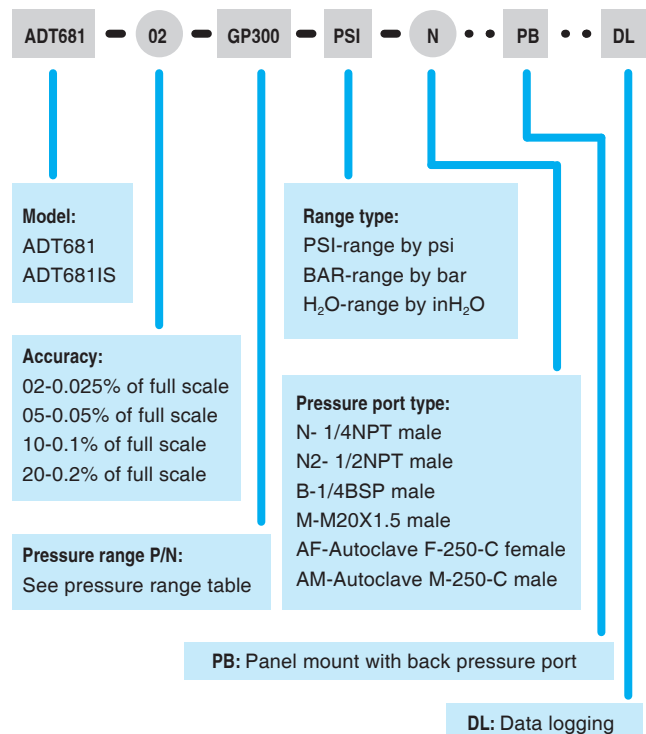 ADT681 — 02 — GP300 — PSI — N • • PB • • DL
Model:
ADT681
ADT681IS
Range type:
PSI-range by psi
BAR-range by bar
H₂O-range by inH₂O
Accuracy:
02-0.025% of full scale
05-0.05% of full scale
10-0.1% of full scale
20-0.2% of full scale
Pressure port type:
N- 1/4NPT male
N2- 1/2NPT male
B-1/4BSP male
M-M20X1.5 male
AF-Autoclave F-250-C female
AM-Autoclave M-250-C male
Pressure range P/N:
See pressure range table
PB: Panel mount with back pressure port
DL: Data logging